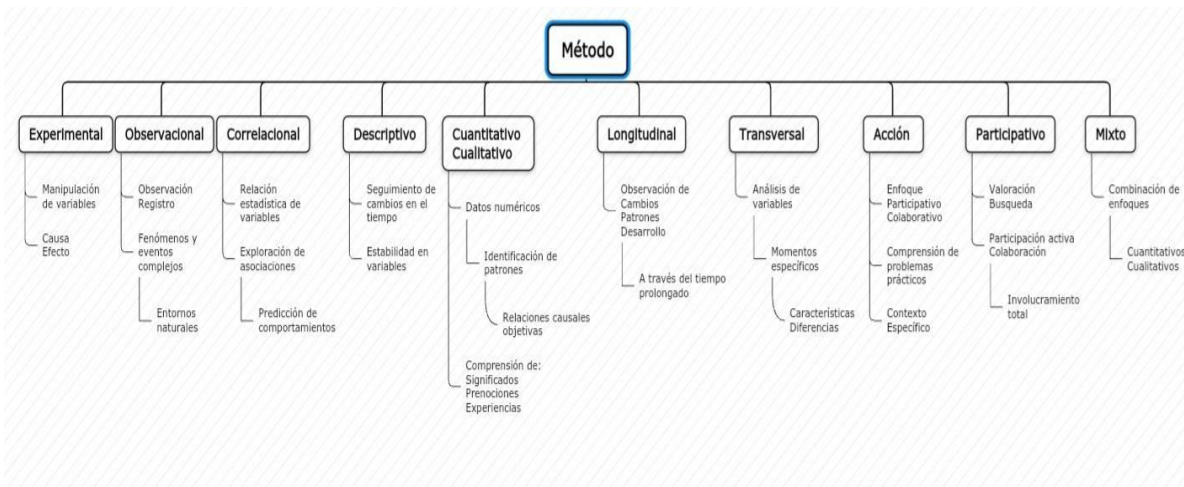 Método
Experimental
Manipulación
de variables
Causa
Efecto
Observacional
Observación
Registro
Fenómenos y
eventos
complejos
Entornos
naturales
Correlacional
Relación
estadística de
variables
Exploración de
asociaciones
Predicción de
comportamientos
Descriptivo
Seguimiento de
cambios en el
tiempo
Estabilidad en
variables
Cuantitativo
Cualitativo
Datos numéricos
Identificación de
patrones
Relaciones causales
objetivas
Comprensión de:
Significados
Prenociones
Experiencias
Longitudinal
Observación de
Cambios
Patrones
Desarrollo
A través del tiempo
prolongado
Transversal
Análisis de
variables
Momentos
específicos
Características
Diferencias
Acción
Enfoque
Participativo
Colaborativo
Comprensión de
problemas
prácticos
Contexto
Específico
Participativo
Valoración
Busqueda
Participación activa
Colaboración
Involucramiento
total
Mixto
Combinación de
enfoques
Cuantitativos
Cualitativos